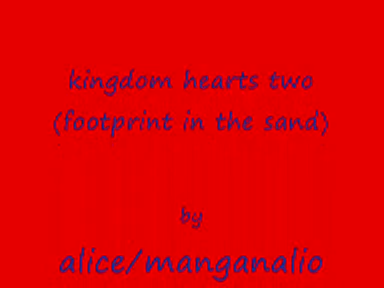 kingdom hearts two
(footprint in the sand)
by
alice/manganalio